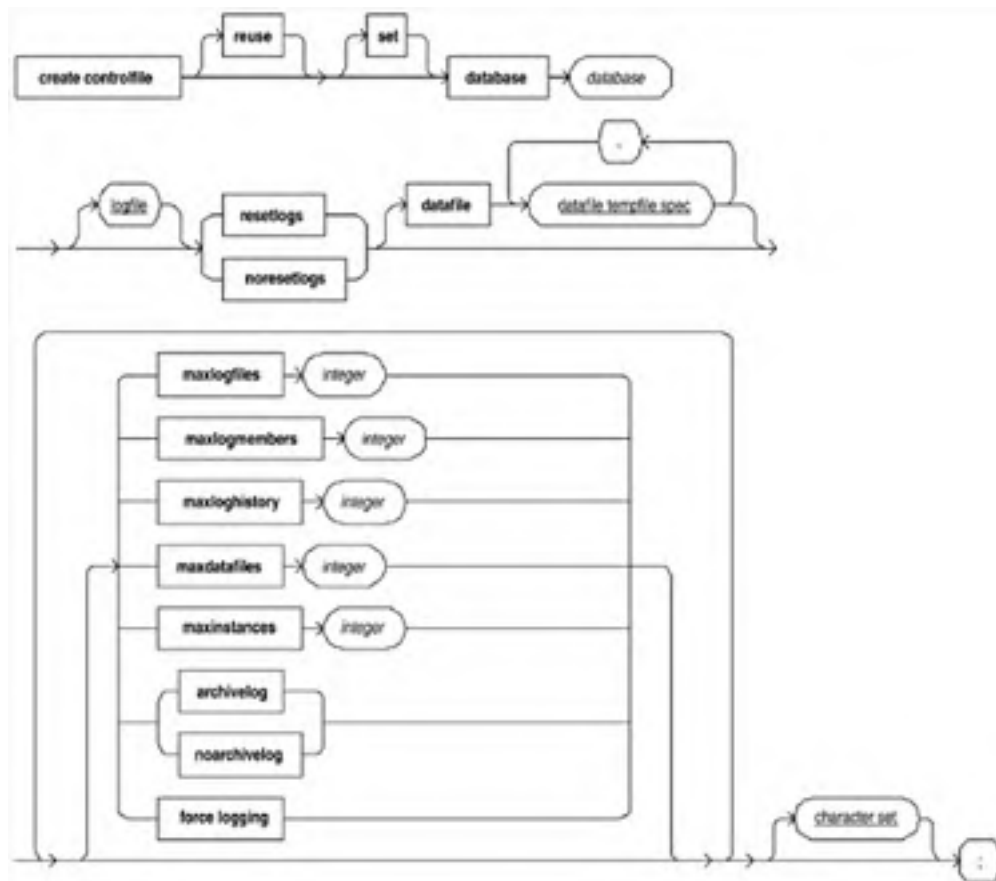 reuse set
create controlfile database database
,
logfile resetlogs datafile datafile tempfile spec
noresetlogs
maxlogfiles integer
maxlogmembers integer
maxloghistory integer
maxdatafiles integer
maxinstances integer
archivelog
noarchivelog
force logging
character set
;